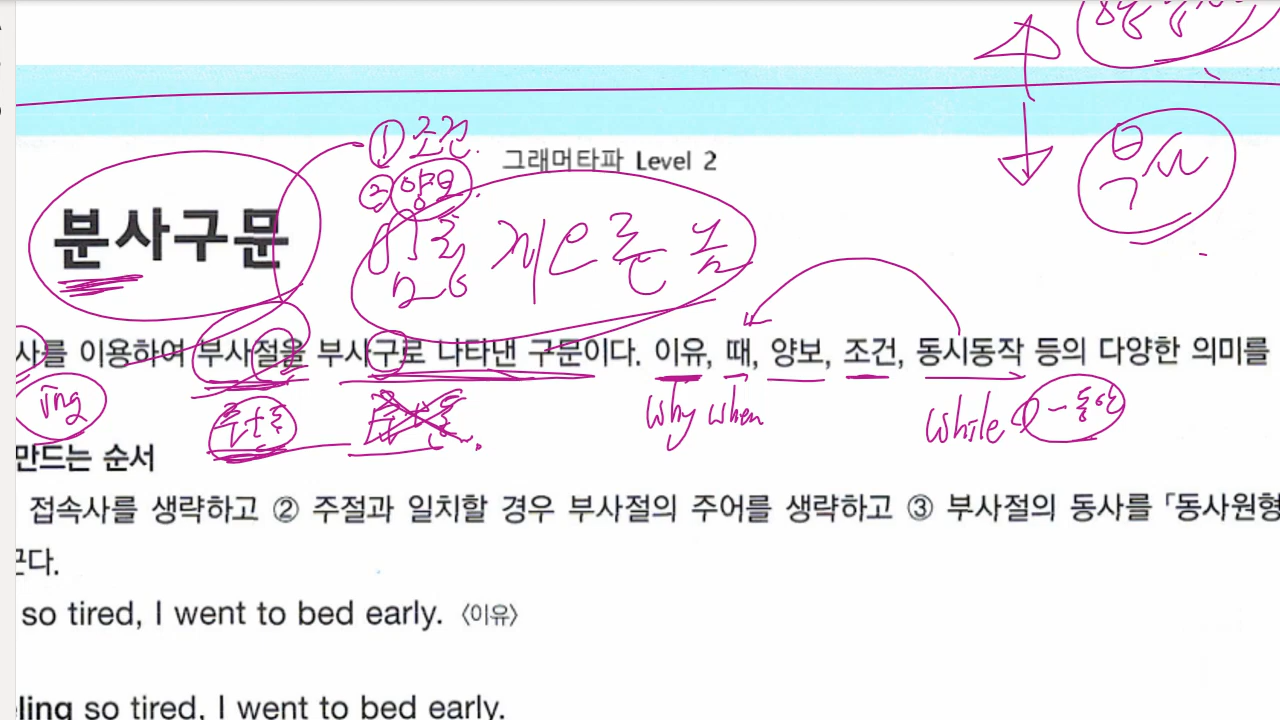 ① 조건
그래머타파 Level 2
② 양보
분사구문
게으른 놈
사를 이용하여 부사절을 부사구로 나타낸 구문이다. 이유, 때, 양보, 조건, 동시동작 등의 다양한 의미를
ing
why when
while
만드는 순서
접속사를 생략하고 ② 주절과 일치할 경우 부사절의 주어를 생략하고 ③ 부사절의 동사를 「동사원형
꾼다.
so tired, I went to bed early. 〈이유〉
ling so tired, I went to bed early.